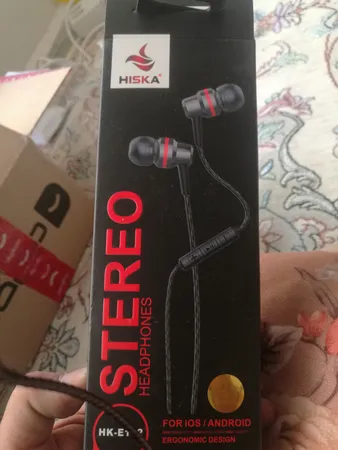 HISKA
STEREO
HEADPHONES
FOR IOS / ANDROID
ERGONOMIC DESIGN